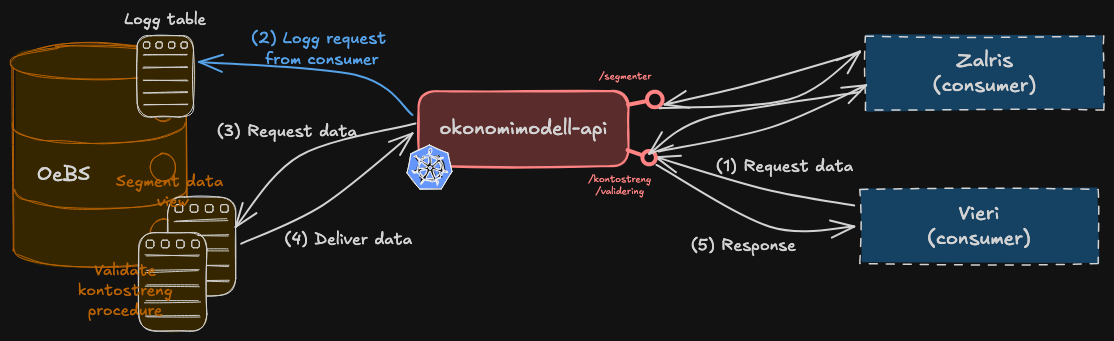 Logg table
(2) Logg request
from consumer
/segmenter
Zalris
(consumer)
(3) Request data
okonomimodell-api
OeBS
Segment data
view
(1) Request data
/kontostreng
/validering
Vieri
(consumer)
(4) Deliver data
(5) Response
Validate
kontostreng
procedure